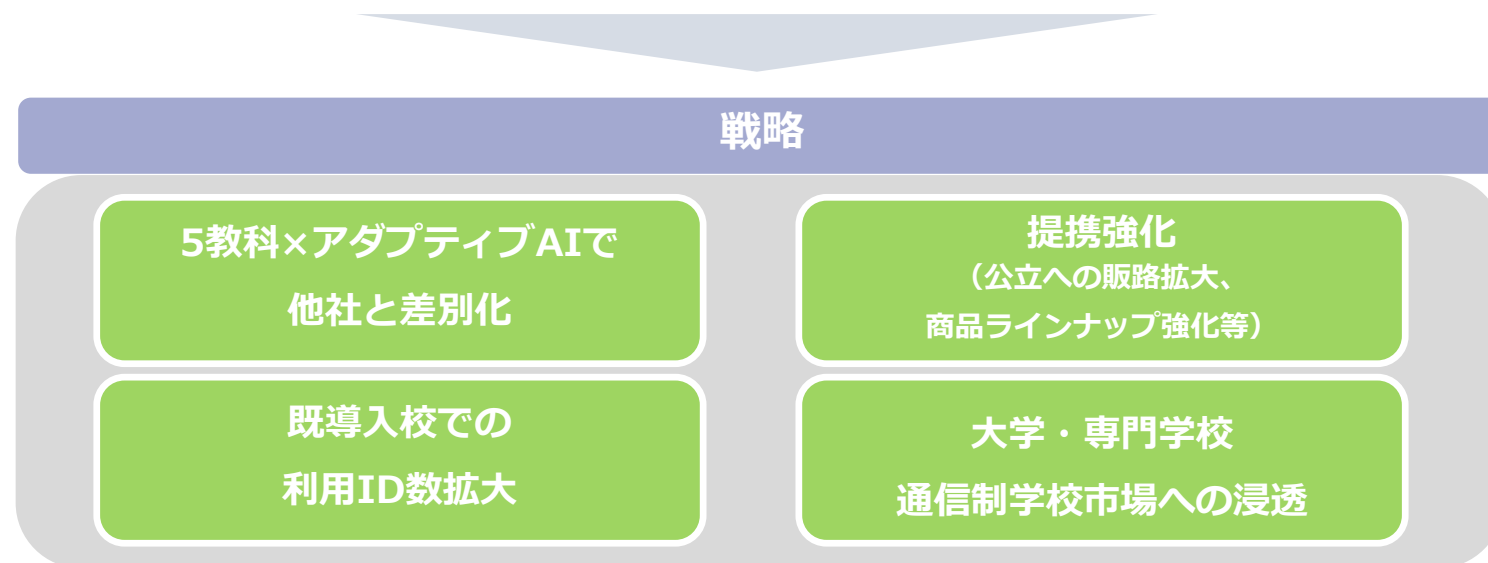 戦略
5教科×アダプティブAIで
他社と差別化
提携強化
（公立への販路拡大、
商品ラインナップ強化等）
既導入校での
利用ID数拡大
大学・専門学校
通信制学校市場への浸透